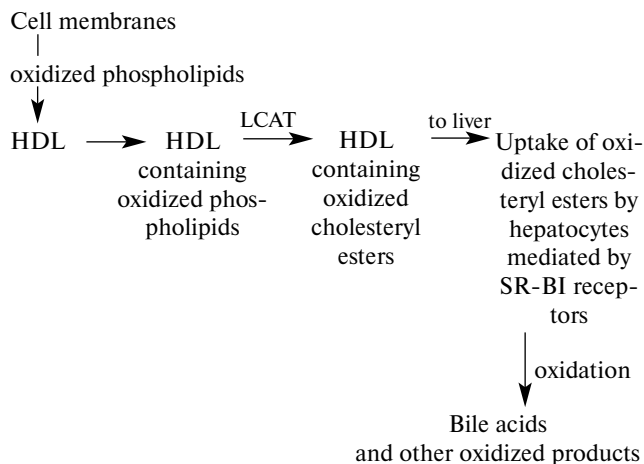 Cell membranes
oxidized phospholipids
HDL
HDL
containing
oxidized phos-
pholipids
LCAT
HDL
containing
oxidized
cholesteryl
esters
to liver
Uptake of oxi-
dized choles-
teryl esters by
hepatocytes
mediated by
SR-BI recep-
tors
oxidation
Bile acids
and other oxidized products